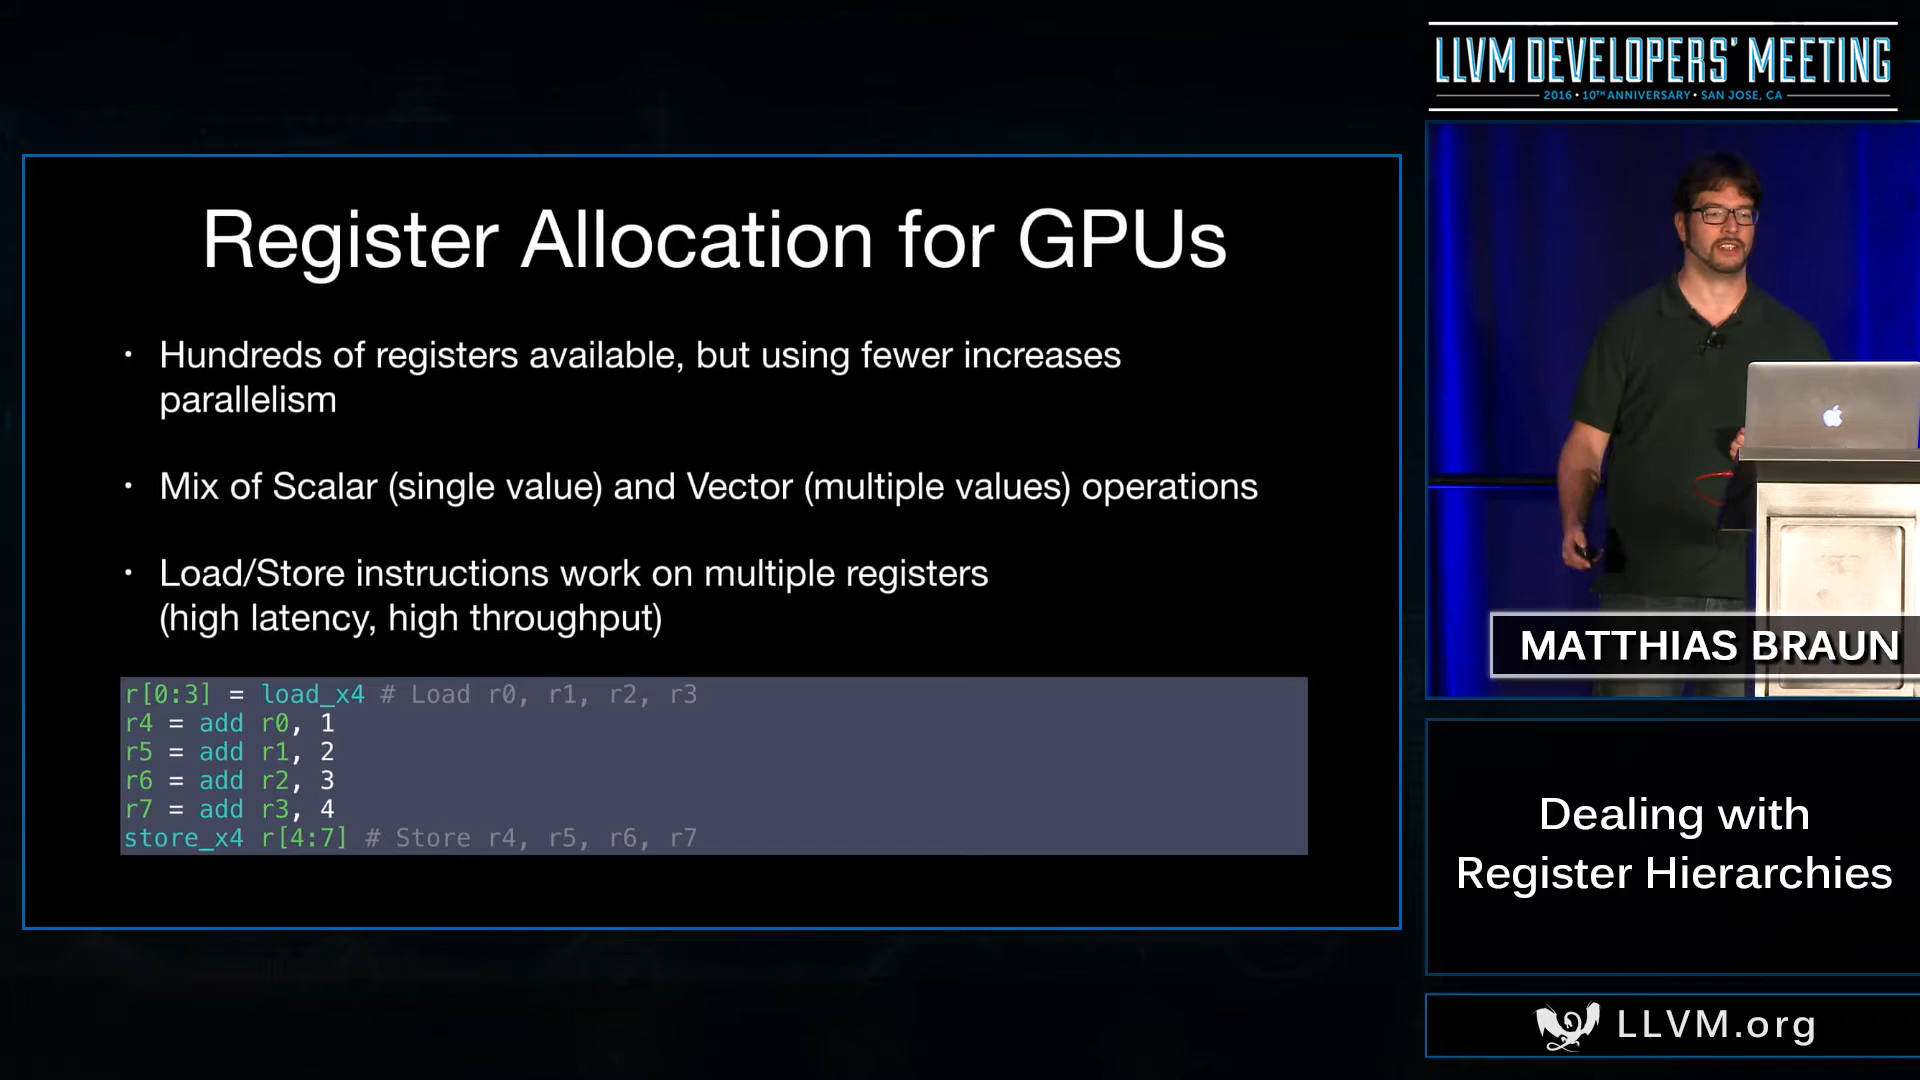 LLVM DEVELOPERS' MEETING
2016 • 10TH ANNIVERSARY • SAN JOSE, CA
Register Allocation for GPUs
• Hundreds of registers available, but using fewer increases
parallelism
• Mix of Scalar (single value) and Vector (multiple values) operations
• Load/Store instructions work on multiple registers
(high latency, high throughput)
r[0:3] = load_x4 # Load r0, r1, r2, r3
r4 = add r0, 1
r5 = add r1, 2
r6 = add r2, 3
r7 = add r3, 4
store_x4 r[4:7] # Store r4, r5, r6, r7
MATTHIAS BRAUN
Dealing with
Register Hierarchies
LLVM.org